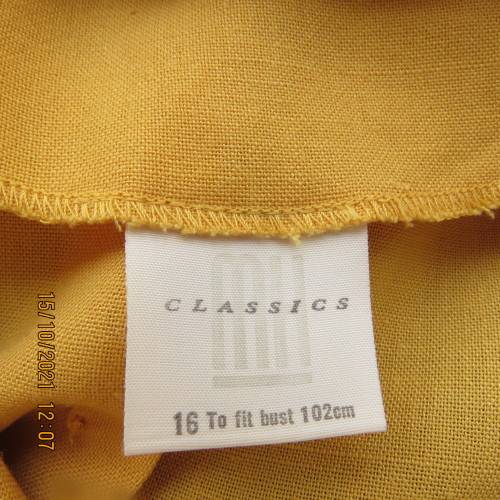 CLASSICS
16 To fit bust 102cm
15/10/2021 12:07